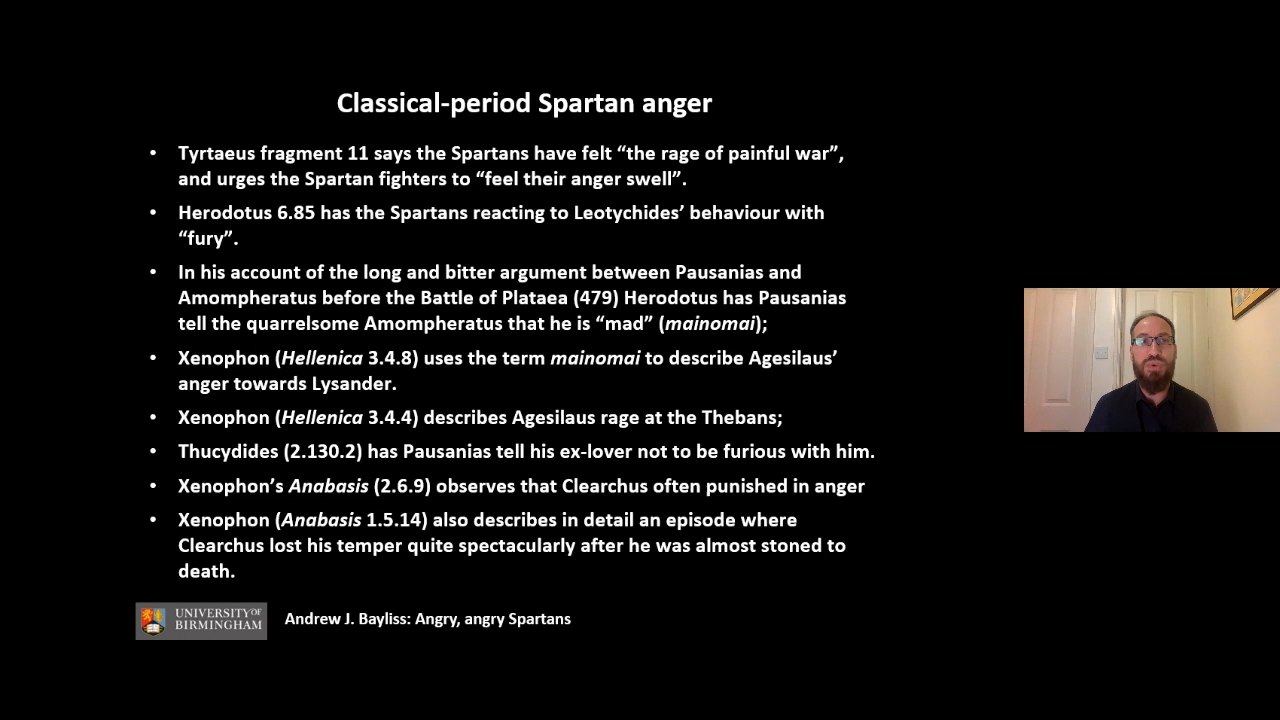 Classical-period Spartan anger
• Tyrtaeus fragment 11 says the Spartans have felt “the rage of painful war”,
and urges the Spartan fighters to “feel their anger swell”.
• Herodotus 6.85 has the Spartans reacting to Leotychides’ behaviour with
“fury”.
• In his account of the long and bitter argument between Pausanias and
Amompheratus before the Battle of Plataea (479) Herodotus has Pausanias
tell the quarrelsome Amompheratus that he is “mad” (mainomai);
• Xenophon (Hellenica 3.4.8) uses the term mainomai to describe Agesilaus’
anger towards Lysander.
• Xenophon (Hellenica 3.4.4) describes Agesilaus rage at the Thebans;
• Thucydides (2.130.2) has Pausanias tell his ex-lover not to be furious with him.
• Xenophon’s Anabasis (2.6.9) observes that Clearchus often punished in anger
• Xenophon (Anabasis 1.5.14) also describes in detail an episode where
Clearchus lost his temper quite spectacularly after he was almost stoned to
death.
UNIVERSITY OF
BIRMINGHAM
Andrew J. Bayliss: Angry, angry Spartans